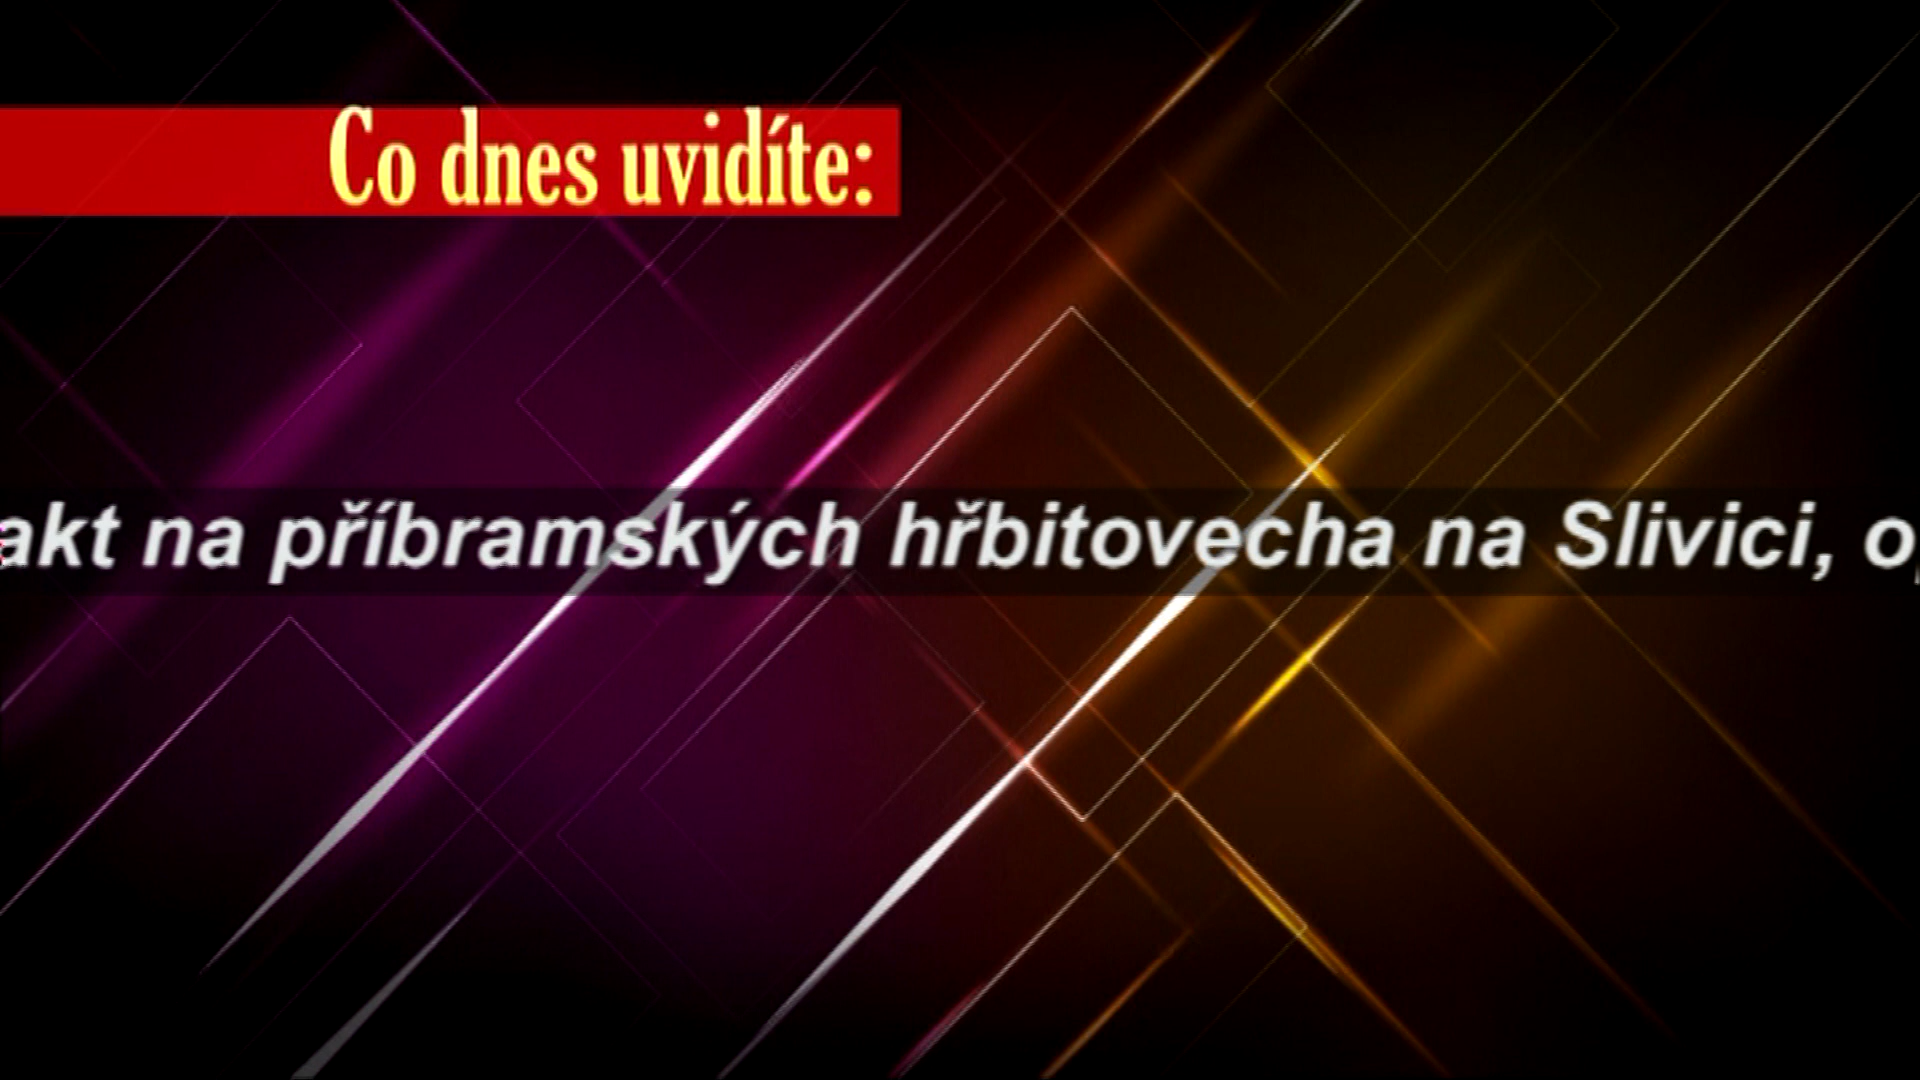 Co dnes uvidíte:
akt na příbramských hřbitovecha na Slivici,